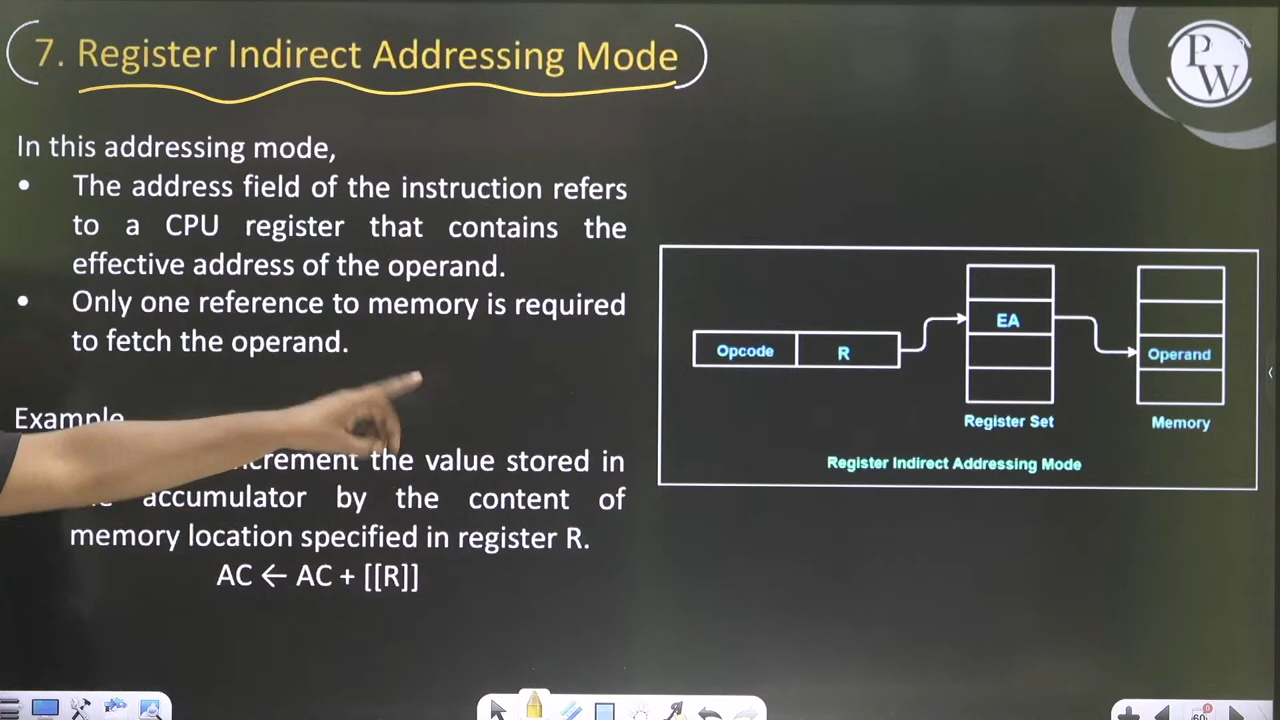 7. Register Indirect Addressing Mode
PW
In this addressing mode,
• The address field of the instruction refers
to a CPU register that contains the
effective address of the operand.
• Only one reference to memory is required
to fetch the operand.
Example
the value stored in
accumulator by the content of
memory location specified in register R.
AC ← AC + [[R]]
Opcode R
EA
Operand
Register Set
Memory
Register Indirect Addressing Mode